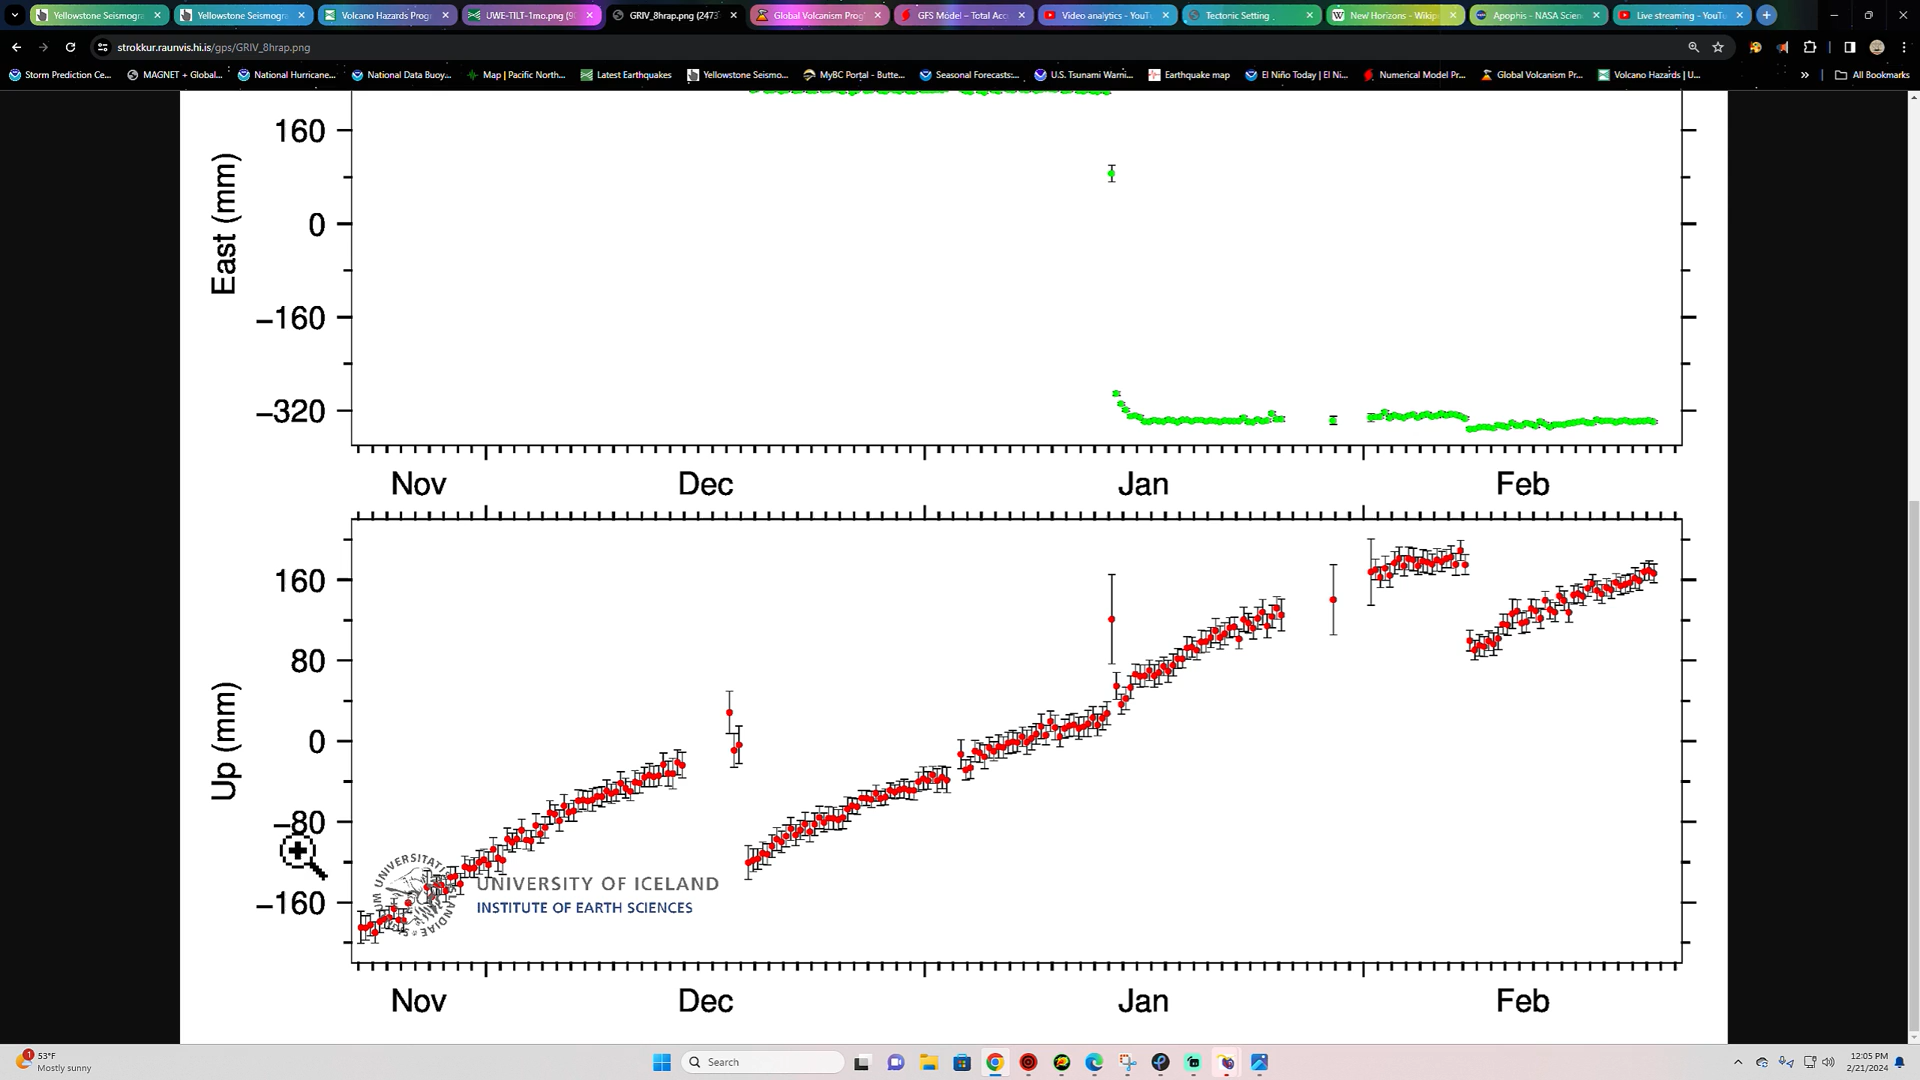 Yellowstone Seismogra
Yellowstone Seismogra
Volcano Hazards Prog
UWE-TILT-1mo.png (9
GRIV_8hrap.png (2473
Global Volcanism Prog
GFS Model – Total Acc
Video analytics - YouTu
Tectonic Setting
New Horizons - Wikip
Apophis - NASA Scien
Live streaming - YouTu
strokkur.raunvis.hi.is/gps/GRIV_8hrap.png
Storm Prediction Ce...
MAGNET + Global...
National Hurricane...
National Data Buoy...
Map | Pacific North...
Latest Earthquakes
Yellowstone Seismo...
MyBC Portal - Butte...
Seasonal Forecasts:...
U.S. Tsunami Warni...
Earthquake map
El Niño Today | El Ni...
Numerical Model Pr...
Global Volcanism Pr...
Volcano Hazards | U...
»
All Bookmarks
160
0
−160
−320
East (mm)
Nov Dec Jan Feb
160
80
0
−80
−160
Up (mm)
UNIVERSITY OF ICELAND
INSTITUTE OF EARTH SCIENCES
Nov Dec Jan Feb
1
53°F
Mostly sunny
Search
12:05 PM
2/21/2024